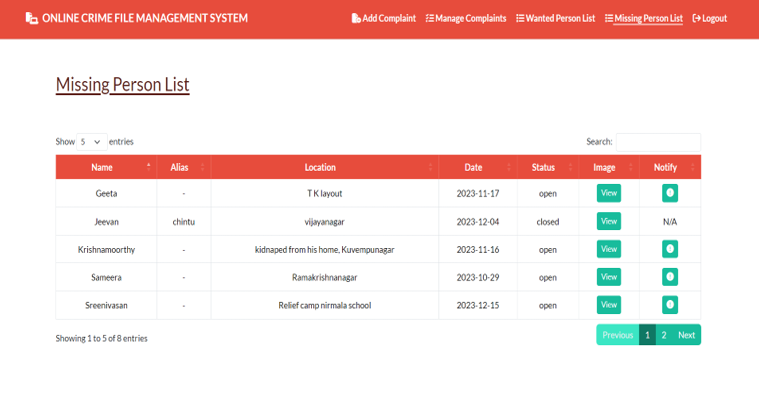 ONLINE CRIME FILE MANAGEMENT SYSTEM Add Complaint Manage Complaints Wanted Person List Missing Person List Logout
Missing Person List
Show 5 entries Search:
Name Alias Location Date Status Image Notify
Geeta - T K layout 2023-11-17 open View
Jeevan chintu vijayanagar 2023-12-04 closed View N/A
Krishnamoorthy - kidnaped from his home, Kuvempunagar 2023-11-16 open View
Sameera - Ramakrishnanagar 2023-10-29 open View
Sreenivasan - Relief camp nirmala school 2023-12-15 open View
Showing 1 to 5 of 8 entries Previous 1 2 Next